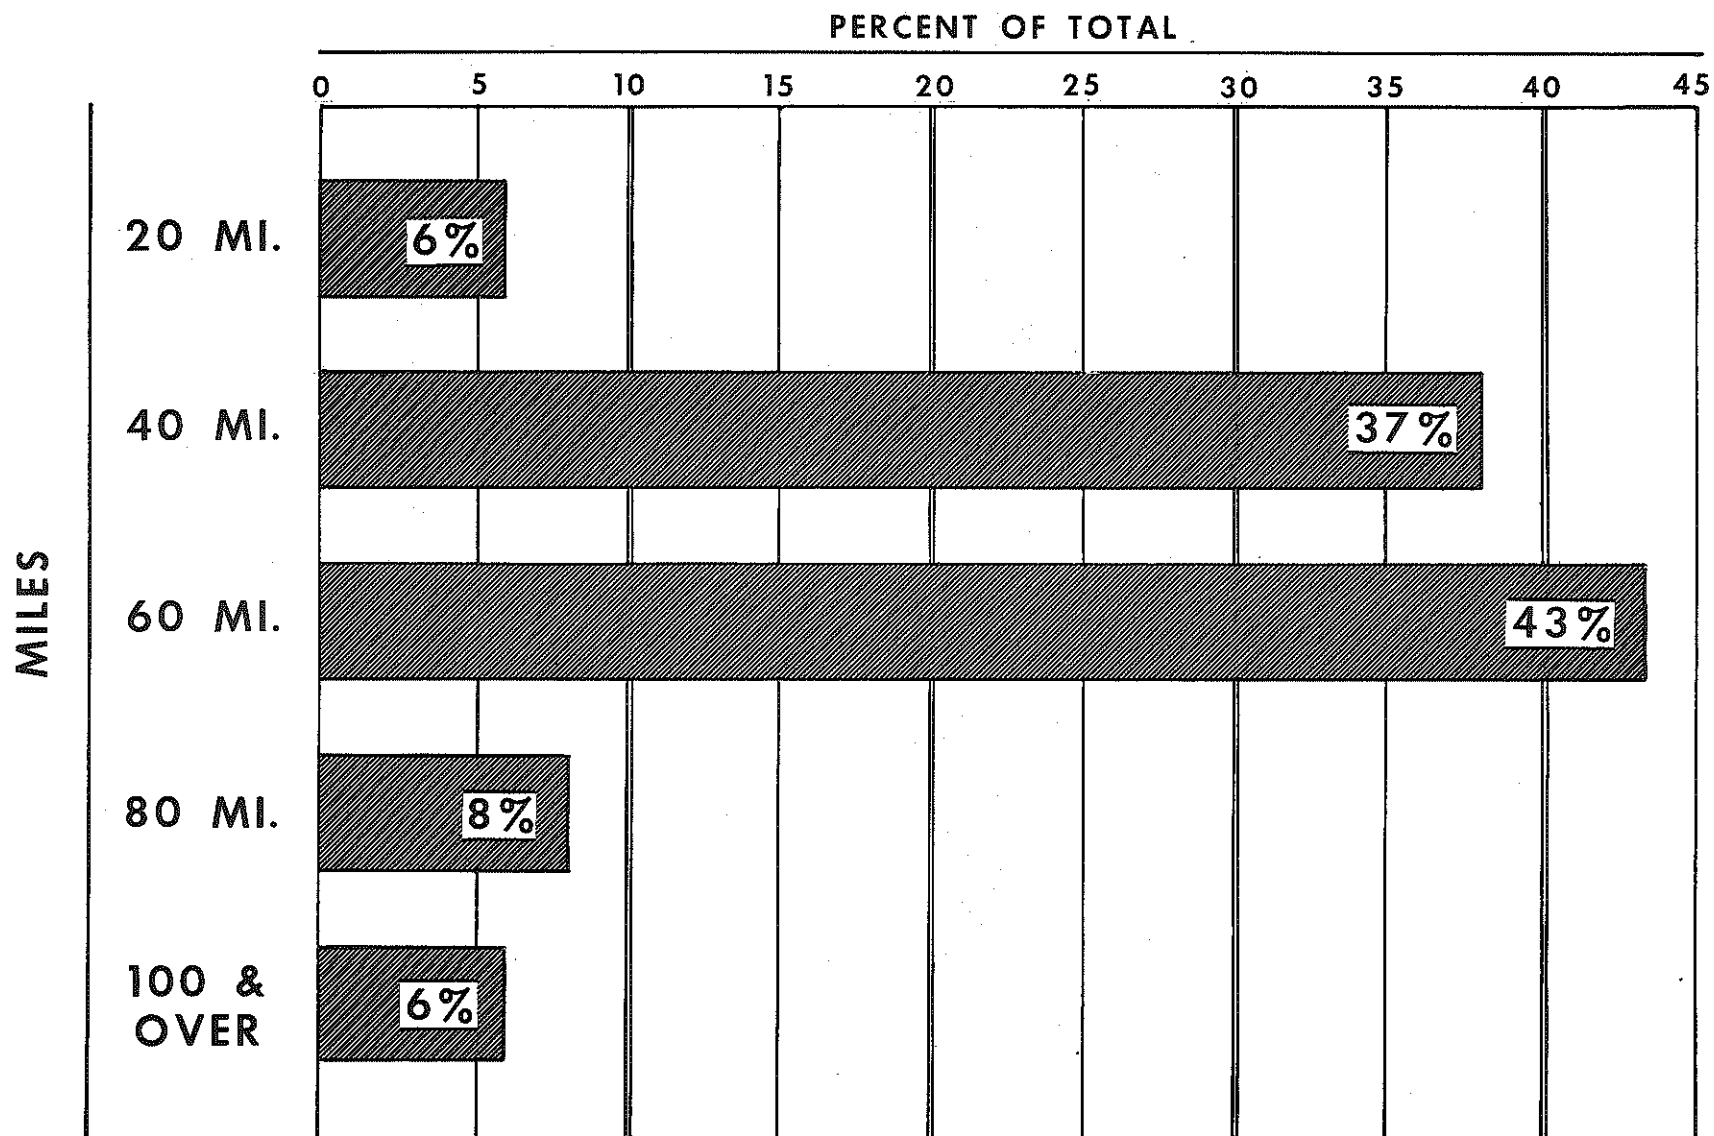 PERCENT OF TOTAL
0 5 10 15 20 25 30 35 40 45
MILES
20 MI. 6%
40 MI. 37%
60 MI. 43%
80 MI. 8%
100 &
OVER 6%